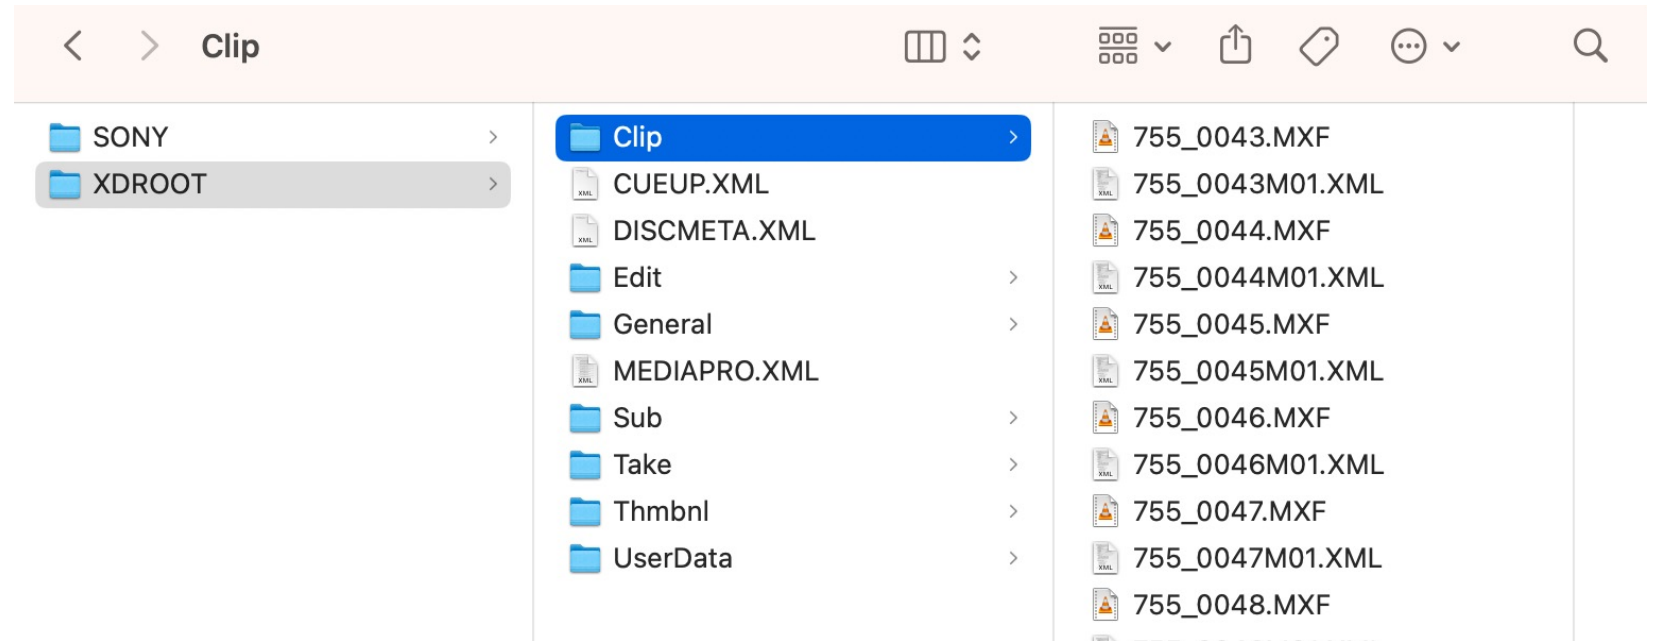 Clip
SONY
XDROOT
Clip
CUEUP.XML
DISCMETA.XML
Edit
General
MEDIAPRO.XML
Sub
Take
Thmbnl
UserData
755_0043.MXF
755_0043M01.XML
755_0044.MXF
755_0044M01.XML
755_0045.MXF
755_0045M01.XML
755_0046.MXF
755_0046M01.XML
755_0047.MXF
755_0047M01.XML
755_0048.MXF